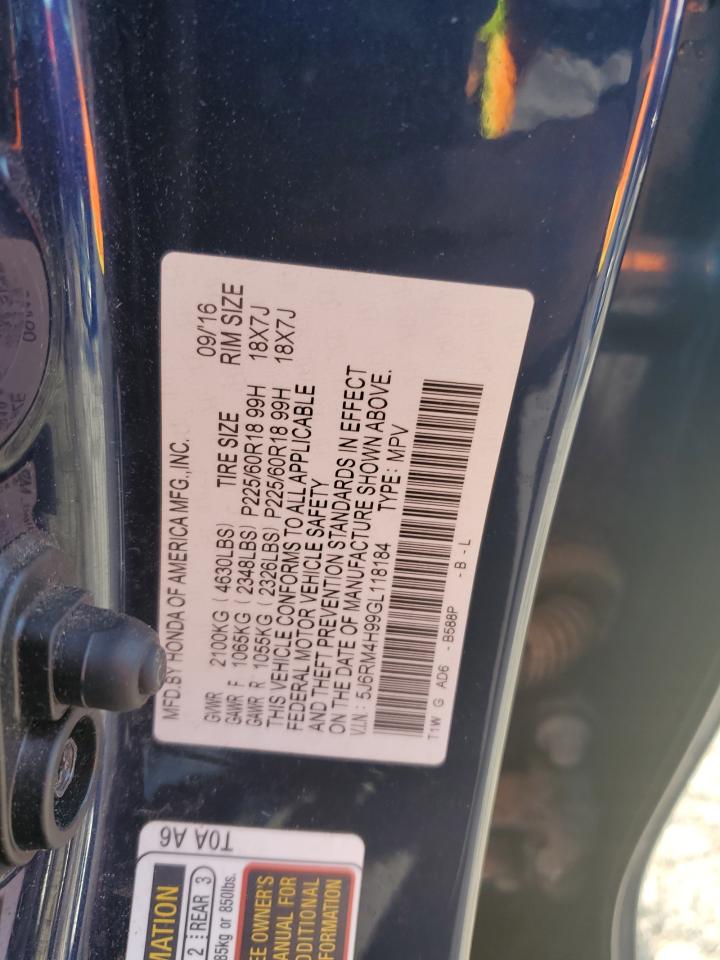 MFD.BY HONDA OF AMERICA MFG.,INC. 09/'16
GVWR 2100KG (4630LBS) TIRE SIZE RIM SIZE
GAWR F 1065KG (2348LBS) P225/60R18 99H 18X7J
GAWR R 1055KG (2326LBS) P225/60R18 99H 18X7J
THIS VEHICLE CONFORMS TO ALL APPLICABLE
FEDERAL MOTOR VEHICLE SAFETY
AND THEFT PREVENTION STANDARDS IN EFFECT
ON THE DATE OF MANUFACTURE SHOWN ABOVE.
V.I.N.: 5J6RM4H99GL118184 TYPE: MPV
T1W G AD6 -B588P -B-L
T0A A6
MATION
2 REAR 3
85kg or 850lbs.
EE OWNER'S
ANUAL FOR
DDITIONAL
FORMATION